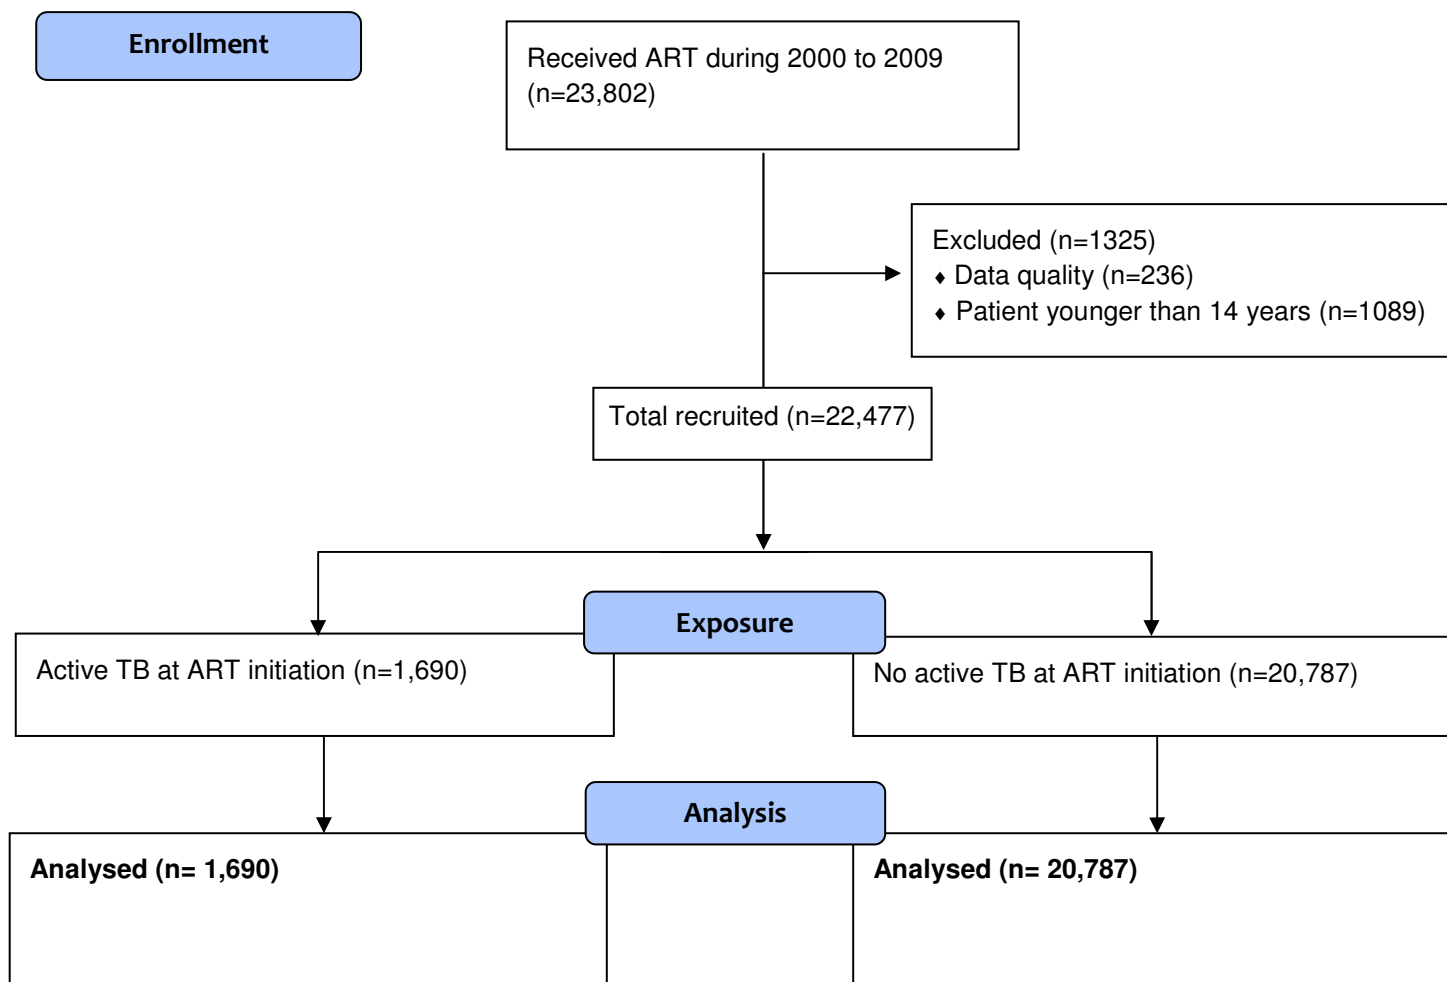 Enrollment
Received ART during 2000 to 2009
(n=23,802)
Excluded (n=1325)
♦ Data quality (n=236)
♦ Patient younger than 14 years (n=1089)
Total recruited (n=22,477)
Exposure
Active TB at ART initiation (n=1,690)
No active TB at ART initiation (n=20,787)
Analysis
Analysed (n= 1,690)
Analysed (n= 20,787)